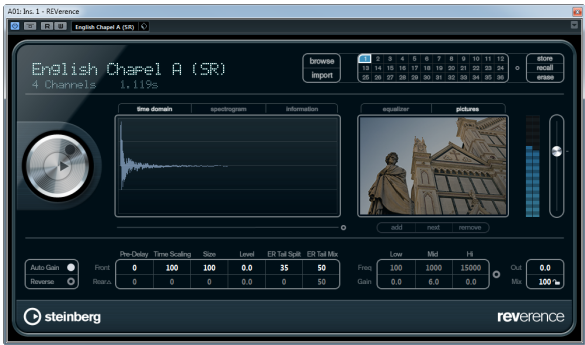 A01: Ins. 1 - REVerence
R W English Chapel A (SR)
English Chapel A (SR)
4 Channels 1.119s
browse
import
1 2 3 4 5 6 7 8 9 10 11 12
13 14 15 16 17 18 19 20 21 22 23 24
25 26 27 28 29 30 31 32 33 34 35 36
store
recall
erase
time domain spectrogram information
equalizer pictures
add next remove
Pre-Delay Time Scaling Size Level ER Tail Split ER Tail Mix
Low Mid Hi
Auto Gain Front 0 100 100 0.0 35 50
Freq 100 1000 15000 Out 0.0
Reverse Rear 0 0 0 0.0 0 50
Gain 0.0 6.0 0.0 Mix 100
steinberg
reverence